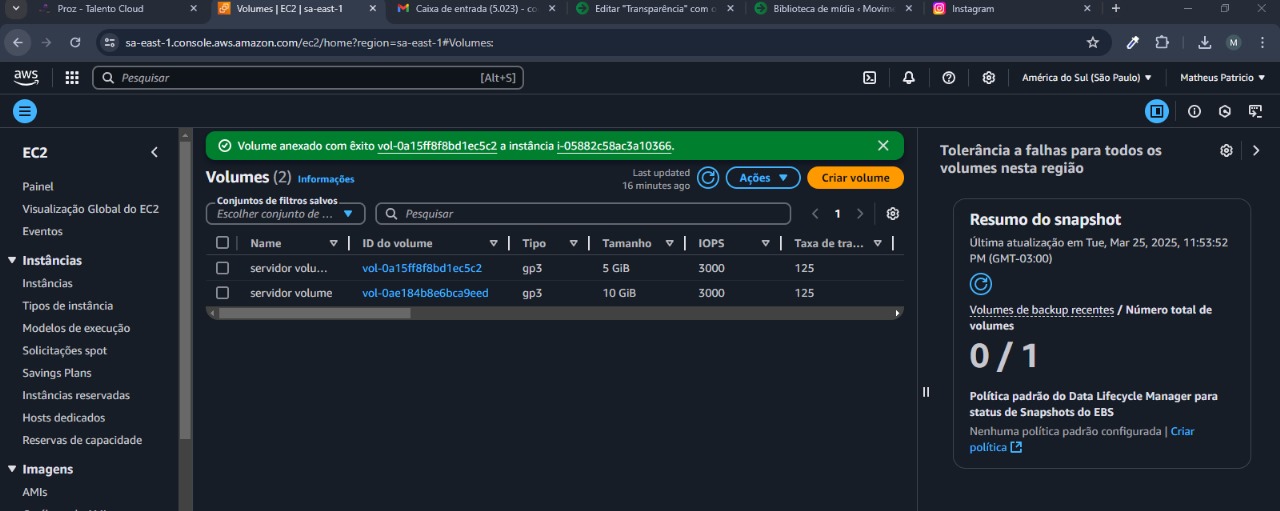 Proz - Talento Cloud
Volumes | EC2 | sa-east-1
Caixa de entrada (5.023) - co
Editar "Transparência" com o
Biblioteca de mídia ‹ Movim
Instagram
sa-east-1.console.aws.amazon.com/ec2/home?region=sa-east-1#Volumes:
M
aws
Pesquisar
[Alt+S]
América do Sul (São Paulo)
Matheus Patricio
EC2
Painel
Visualização Global do EC2
Eventos
Instâncias
Instâncias
Tipos de instância
Modelos de execução
Solicitações spot
Savings Plans
Instâncias reservadas
Hosts dedicados
Reservas de capacidade
Imagens
AMIs
Volume anexado com êxito vol-0a15ff8f8bd1ec5c2 a instância i-05882c58ac3a10366.
Volumes (2) Informações
Last updated
16 minutes ago
Ações
Criar volume
Conjuntos de filtros salvos
Escolher conjunto de ...
Pesquisar
1
Name ID do volume Tipo Tamanho IOPS Taxa de tra...
servidor volu... vol-0a15ff8f8bd1ec5c2 gp3 5 GiB 3000 125
servidor volume vol-0ae184b8e6bca9eed gp3 10 GiB 3000 125
Tolerância a falhas para todos os
volumes nesta região
Resumo do snapshot
Última atualização em Tue, Mar 25, 2025, 11:53:52
PM (GMT-03:00)
Volumes de backup recentes / Número total de
volumes
0 / 1
Política padrão do Data Lifecycle Manager para
status de Snapshots do EBS
Nenhuma política padrão configurada | Criar
política